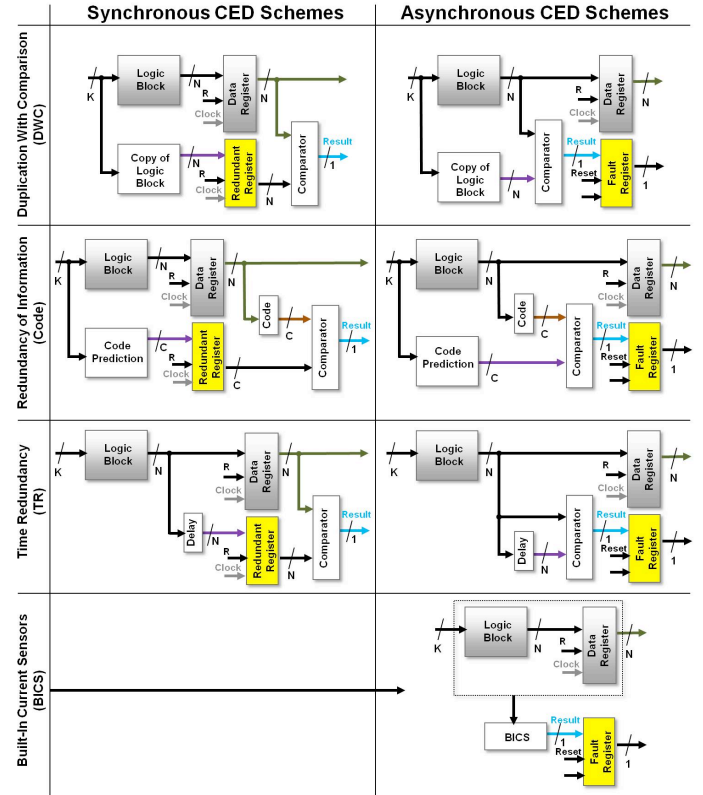 Synchronous CED Schemes
Asynchronous CED Schemes
Duplication With Comparison
(DWC)
K
Logic
Block
N
R
Clock
Data
Register
N
Copy of
Logic
Block
N
R
Clock
Redundant
Register
N
Comparator
Result
1
K
Logic
Block
N
R
Clock
Data
Register
N
Copy of
Logic
Block
N
Comparator
Result
1
Reset
Fault
Register
1
Redundancy of Information
(Code)
K
Logic
Block
N
R
Clock
Data
Register
N
Code
C
Code
Prediction
C
R
Clock
Redundant
Register
C
Comparator
Result
1
K
Logic
Block
N
R
Clock
Data
Register
N
Code
C
Code
Prediction
C
Comparator
Result
1
Reset
Fault
Register
1
Time Redundancy
(TR)
K
Logic
Block
N
R
Clock
Data
Register
N
Delay
N
R
Clock
Redundant
Register
N
Comparator
Result
1
K
Logic
Block
N
R
Clock
Data
Register
N
Delay
N
Comparator
Result
1
Reset
Fault
Register
1
Built-In Current Sensors
(BICS)
K
Logic
Block
N
R
Clock
Data
Register
N
BICS
Result
1
Reset
Fault
Register
1